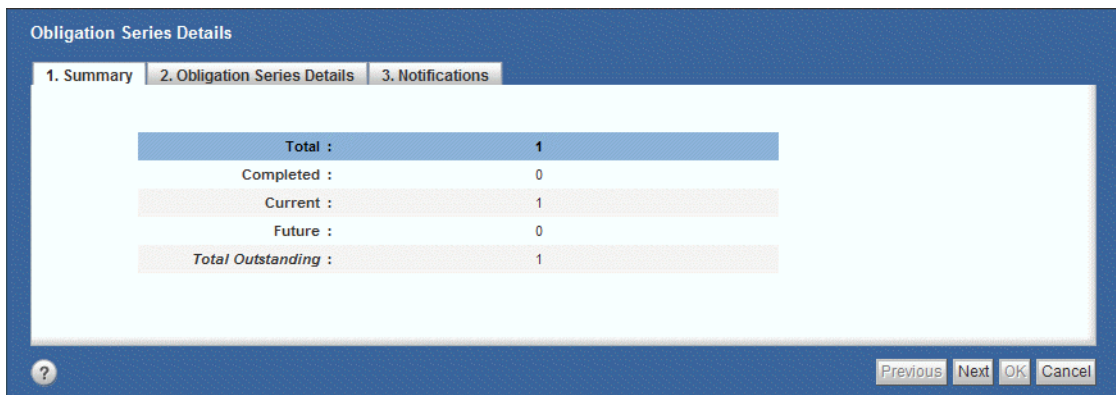 Obligation Series Details
1. Summary 2. Obligation Series Details 3. Notifications
Total : 1
Completed : 0
Current : 1
Future : 0
Total Outstanding : 1
? Previous Next OK Cancel